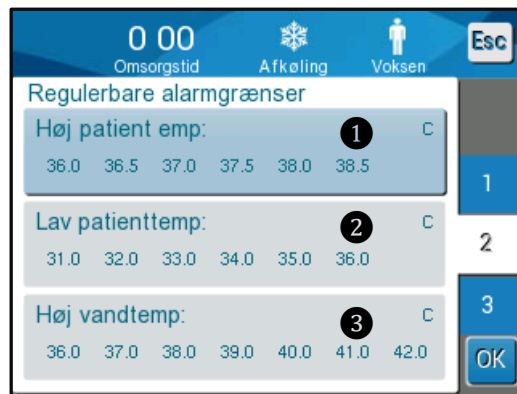 0 00
Esc
Omsorgstid Afkøling Voksen
Regulerbare alarmgrænser
Høj patient emp: ❶ C
36.0 36.5 37.0 37.5 38.0 38.5
1
Lav patienttemp: ❷ C
31.0 32.0 33.0 34.0 35.0 36.0
2
Høj vandtemp: ❸ C
36.0 37.0 38.0 39.0 40.0 41.0 42.0
3
OK